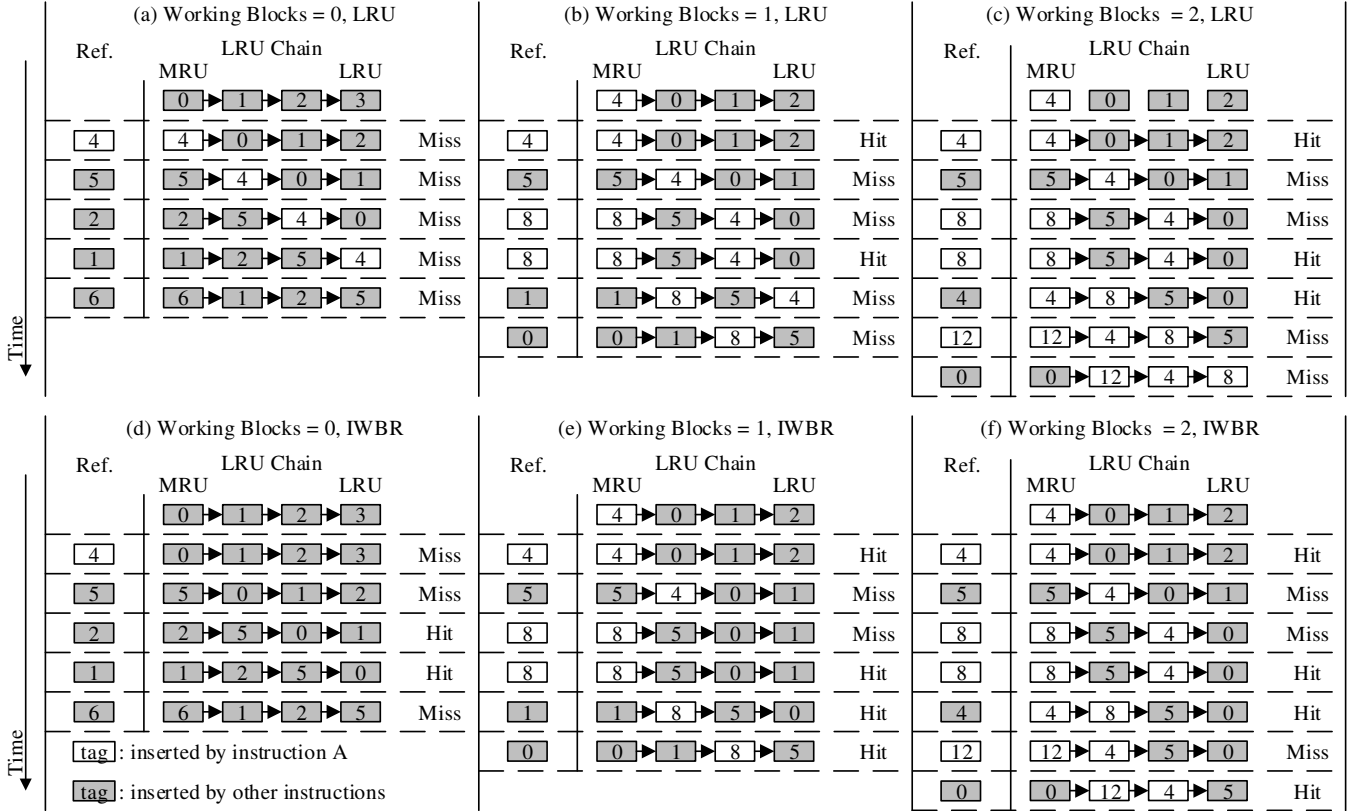 (a) Working Blocks = 0, LRU
Ref. LRU Chain
MRU LRU
0 1 2 3
4 4 0 1 2 Miss
5 5 4 0 1 Miss
2 2 5 4 0 Miss
1 1 2 5 4 Miss
6 6 1 2 5 Miss
Time
(b) Working Blocks = 1, LRU
Ref. LRU Chain
MRU LRU
4 0 1 2
4 4 0 1 2 Hit
5 5 4 0 1 Miss
8 8 5 4 0 Miss
8 8 5 4 0 Hit
1 1 8 5 4 Miss
0 0 1 8 5 Miss
(c) Working Blocks = 2, LRU
Ref. LRU Chain
MRU LRU
4 0 1 2
4 4 0 1 2 Hit
5 5 4 0 1 Miss
8 8 5 4 0 Miss
8 8 5 4 0 Hit
4 4 8 5 0 Hit
12 12 4 8 5 Miss
0 0 12 4 8 Miss
(d) Working Blocks = 0, IWBR
Ref. LRU Chain
MRU LRU
0 1 2 3
4 0 1 2 3 Miss
5 5 0 1 2 Miss
2 2 5 0 1 Hit
1 1 2 5 0 Hit
6 6 1 2 5 Miss
tag : inserted by instruction A
tag : inserted by other instructions
Time
(e) Working Blocks = 1, IWBR
Ref. LRU Chain
MRU LRU
4 0 1 2
4 4 0 1 2 Hit
5 5 4 0 1 Miss
8 8 5 0 1 Miss
8 8 5 0 1 Hit
1 1 8 5 0 Hit
0 0 1 8 5 Hit
(f) Working Blocks = 2, IWBR
Ref. LRU Chain
MRU LRU
4 0 1 2
4 4 0 1 2 Hit
5 5 4 0 1 Miss
8 8 5 4 0 Miss
8 8 5 4 0 Hit
4 4 8 5 0 Hit
12 12 4 5 0 Miss
0 0 12 4 5 Hit